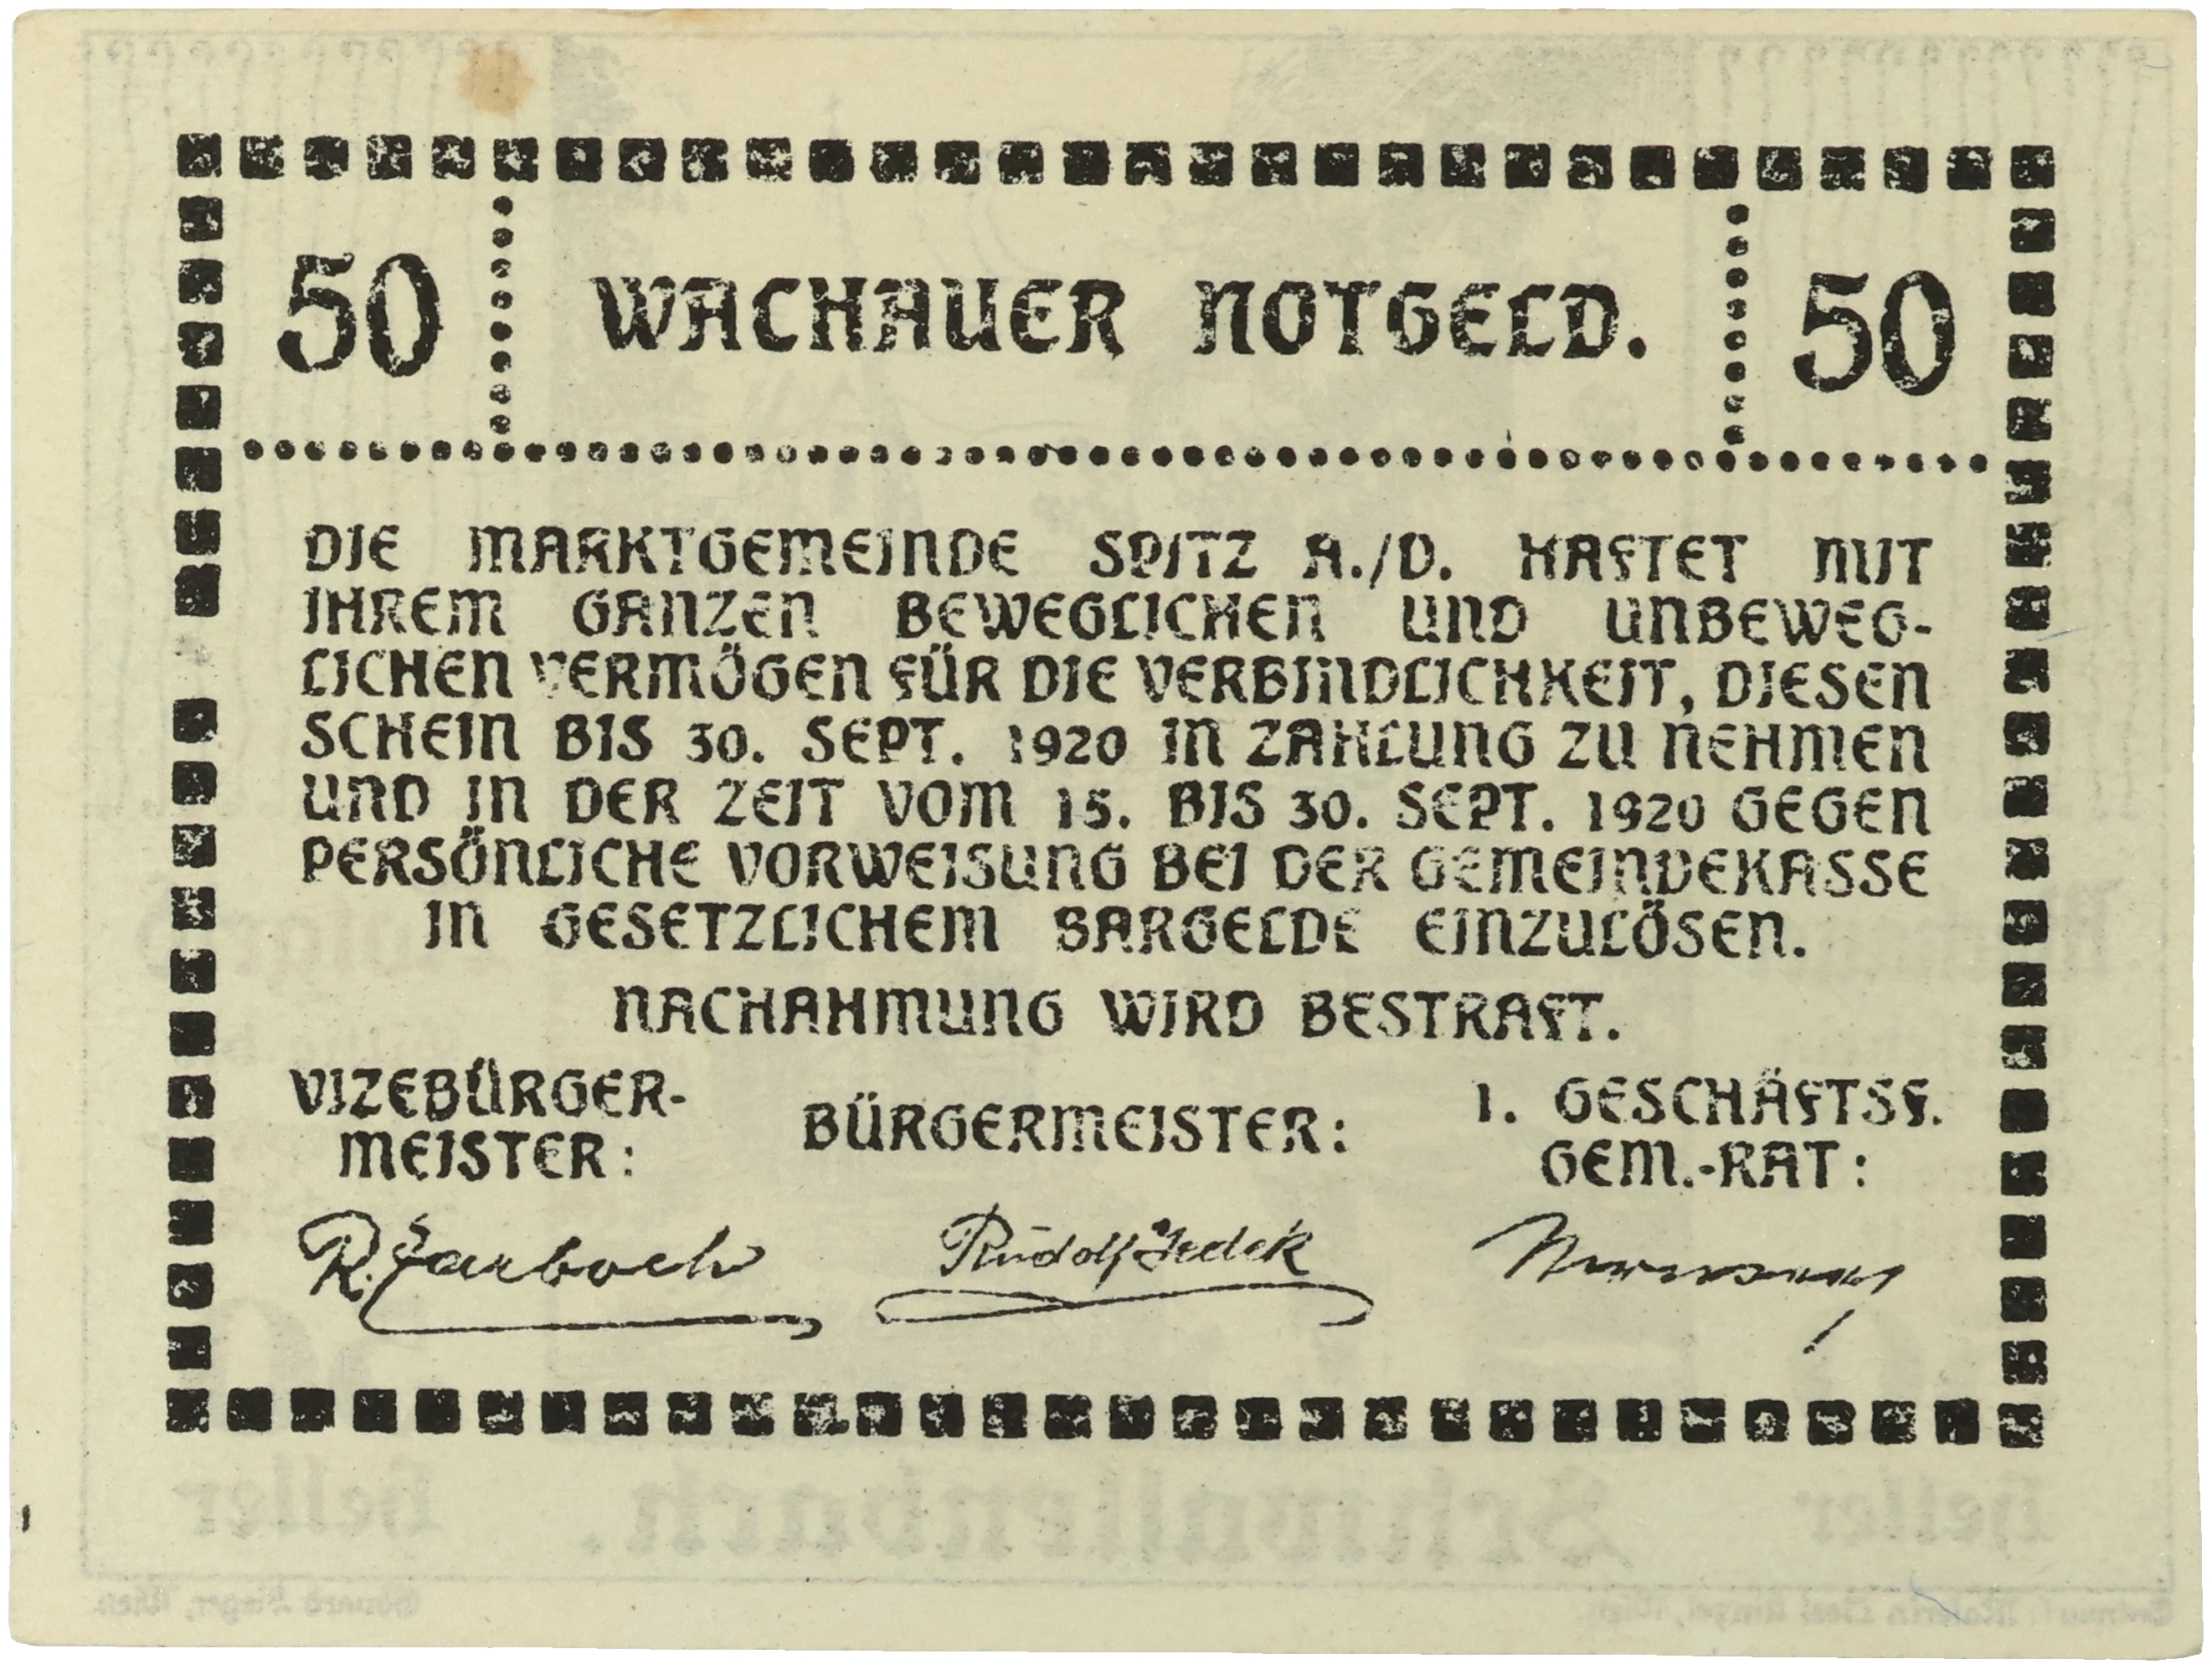 50 WACHAUER NOTGELD. 50
DIE MARKTGEMEINDE SPITZ A./D. HAFTET MIT
IHREM GANZEN BEWEGLICHEN UND UNBEWEG-
LICHEN VERMÖGEN FÜR DIE VERBINDLICHKEIT, DIESEN
SCHEIN BIS 30. SEPT. 1920 IN ZAHLUNG ZU NEHMEN
UND IN DER ZEIT VOM 15. BIS 30. SEPT. 1920 GEGEN
PERSÖNLICHE VORWEISUNG BEI DER GEMEINDEKASSE
IN GESETZLICHEM BARGELDE EINZULÖSEN.
NACHAHMUNG WIRD BESTRAFT.
VIZEBÜRGER-
MEISTER:
BÜRGERMEISTER:
1. GESCHÄFTSF.
GEM.-RAT:
Rudolf